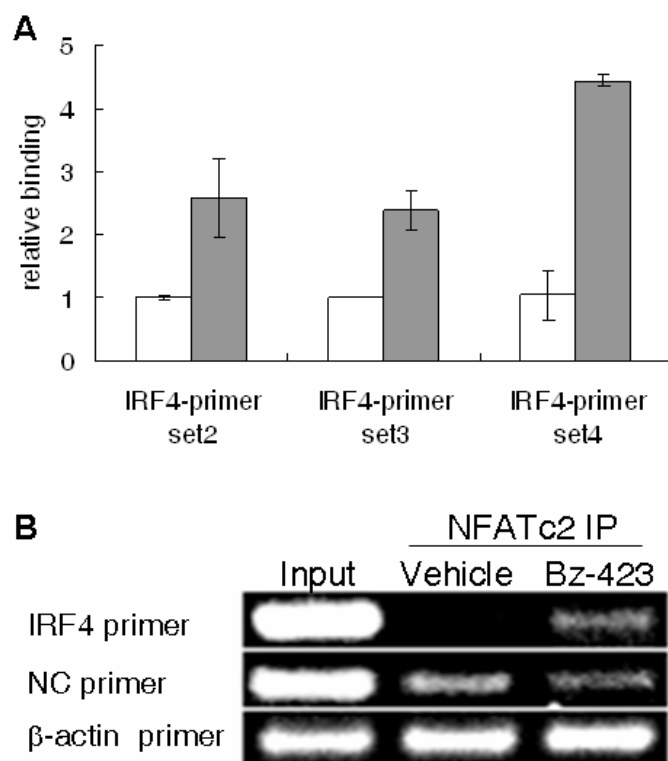 A
5
4
3
2
1
0
relative binding
IRF4-primer
set2
IRF4-primer
set3
IRF4-primer
set4
B
NFATc2 IP
Input Vehicle Bz-423
IRF4 primer
NC primer
β-actin primer